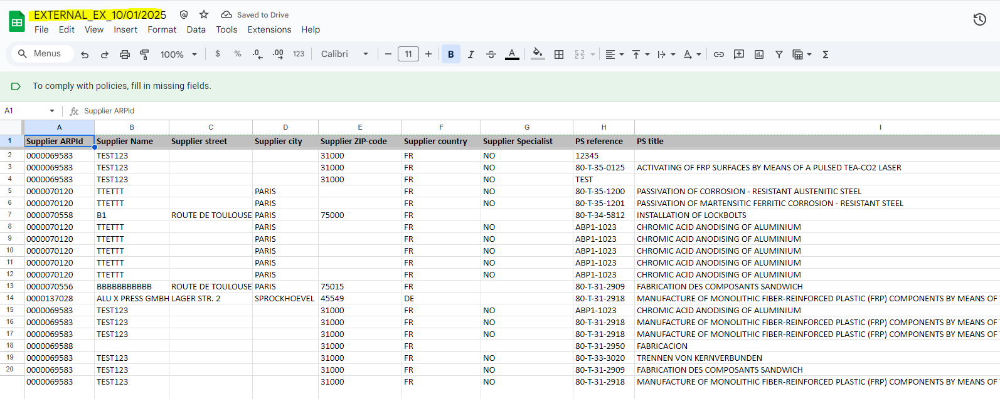 EXTERNAL_EX_10/01/2025 Saved to Drive
File Edit View Insert Format Data Tools Extensions Help
Menus 100% $ % .0 .00 123 Calibri 11 B I A A Σ
To comply with policies, fill in missing fields.
A1 fx Supplier ARPId
A B C D E F G H I
1 Supplier ARPId Supplier Name Supplier street Supplier city Supplier ZIP-code Supplier country Supplier Specialist PS reference PS title
2 0000069583 TEST123 31000 FR NO 12345
3 0000069583 TEST123 31000 FR NO 80-T-35-0125 ACTIVATING OF FRP SURFACES BY MEANS OF A PULSED TEA-CO2 LASER
4 0000069583 TEST123 31000 FR NO TEST
5 0000070120 TTETTT PARIS FR NO 80-T-35-1200 PASSIVATION OF CORROSION - RESISTANT AUSTENITIC STEEL
6 0000070120 TTETTT PARIS FR NO 80-T-35-1201 PASSIVATION OF MARTENSITIC FERRITIC CORROSION - RESISTANT STEEL
7 0000070558 B1 ROUTE DE TOULOUSE PARIS 75000 FR 80-T-34-5812 INSTALLATION OF LOCKBOLTS
8 0000070120 TTETTT PARIS FR NO ABP1-1023 CHROMIC ACID ANODISING OF ALUMINIUM
9 0000070120 TTETTT PARIS FR NO ABP1-1023 CHROMIC ACID ANODISING OF ALUMINIUM
10 0000070120 TTETTT PARIS FR NO ABP1-1023 CHROMIC ACID ANODISING OF ALUMINIUM
11 0000070120 TTETTT PARIS FR NO ABP1-1023 CHROMIC ACID ANODISING OF ALUMINIUM
12 0000070120 TTETTT PARIS FR NO ABP1-1023 CHROMIC ACID ANODISING OF ALUMINIUM
13 0000070556 BBBBBBBBBBB ROUTE DE TOULOUSE PARIS 75015 FR 80-T-31-2909 FABRICATION DES COMPOSANTS SANDWICH
14 0000137028 ALU X PRESS GMBH LAGER STR. 2 SPROCKHOEVEL 45549 DE 80-T-31-2918 MANUFACTURE OF MONOLITHIC FIBER-REINFORCED PLASTIC (FRP) COMPONENTS BY MEANS OF
15 0000069583 TEST123 31000 FR NO ABP1-1023 CHROMIC ACID ANODISING OF ALUMINIUM
16 0000069583 TEST123 31000 FR NO 80-T-31-2918 MANUFACTURE OF MONOLITHIC FIBER-REINFORCED PLASTIC (FRP) COMPONENTS BY MEANS OF
17 0000069583 TEST123 31000 FR NO 80-T-31-2918 MANUFACTURE OF MONOLITHIC FIBER-REINFORCED PLASTIC (FRP) COMPONENTS BY MEANS OF
18 0000069588 31000 FR 80-T-31-2950 FABRICACION
19 0000069583 TEST123 31000 FR NO 80-T-33-3020 TRENNEN VON KERNVERBUNDEN
20 0000069583 TEST123 31000 FR NO 80-T-31-2909 FABRICATION DES COMPOSANTS SANDWICH
0000069583 TEST123 31000 FR NO 80-T-31-2918 MANUFACTURE OF MONOLITHIC FIBER-REINFORCED PLASTIC (FRP) COMPONENTS BY MEANS OF